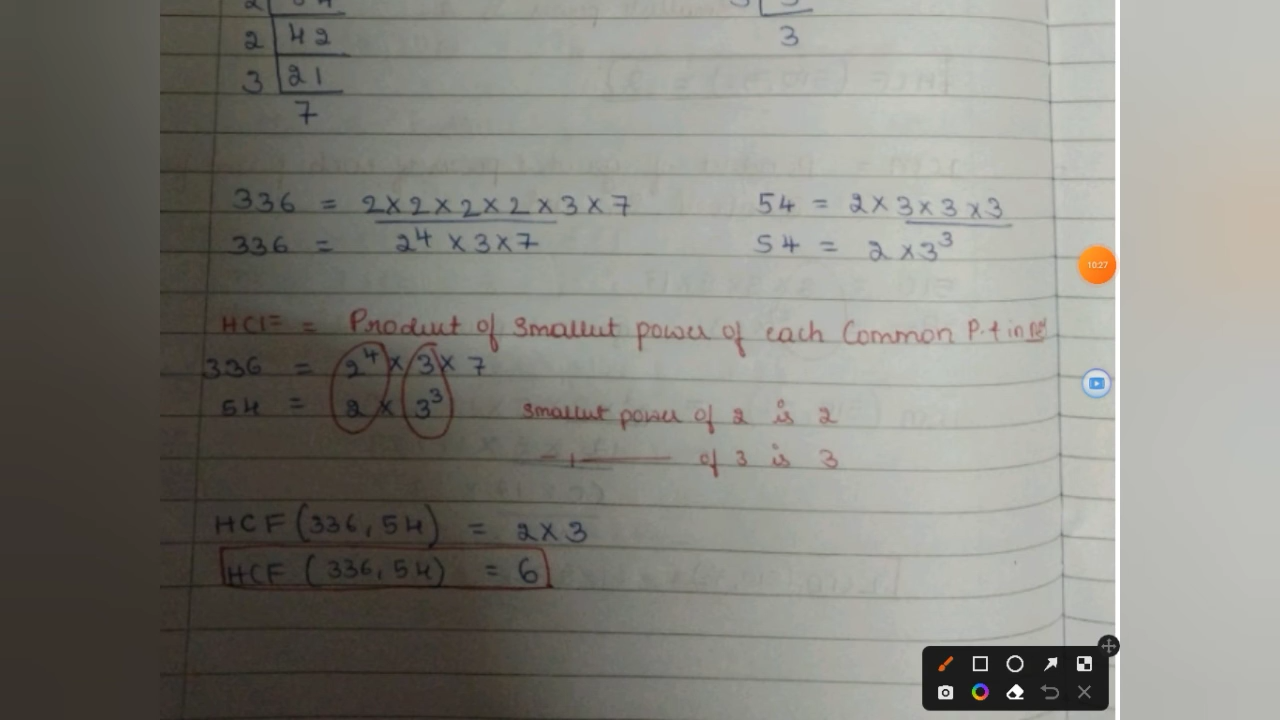 2 42 3
3 21
7
336 = 2×2×2×2×3×7 54 = 2×3×3×3
336 = 2⁴ ×3×7 54 = 2 ×3³
HCF = Product of smallest power of each Common P.f in
336 = 2⁴ × 3 × 7
54 = 2 × 3³ smallest power of 2 is 2
of 3 is 3
HCF (336, 54) = 2×3
HCF (336, 54) = 6
10:27